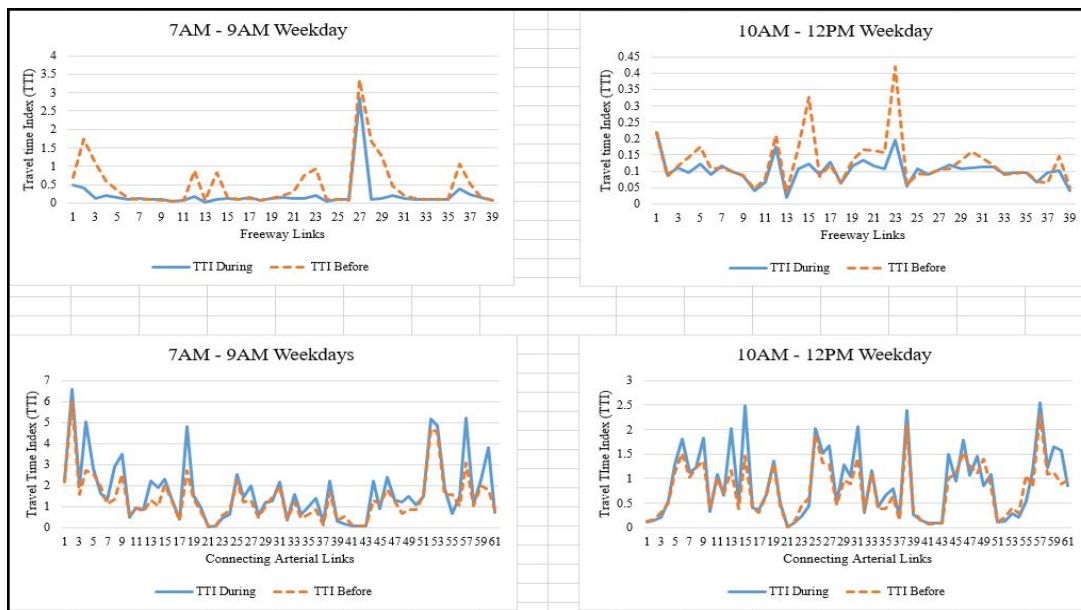 7AM - 9AM Weekday
Travel time Index (TTI)
4
3.5
3
2.5
2
1.5
1
0.5
0
1 3 5 7 9 11 13 15 17 19 21 23 25 27 29 31 33 35 37 39
Freeway Links
TTI During TTI Before
10AM - 12PM Weekday
Travel time Index (TTI)
0.45
0.4
0.35
0.3
0.25
0.2
0.15
0.1
0.05
0
1 3 5 7 9 11 13 15 17 19 21 23 25 27 29 31 33 35 37 39
Freeway Links
TTI During TTI Before
7AM - 9AM Weekdays
Travel Time Index (TTI)
7
6
5
4
3
2
1
0
1 3 5 7 9 11 13 15 17 19 21 23 25 27 29 31 33 35 37 39 41 43 45 47 49 51 53 55 57 59 61
Connecting Arterial Links
TTI During TTI Before
10AM - 12PM Weekday
Travel TIme Index (TTI)
3
2.5
2
1.5
1
0.5
0
1 3 5 7 9 11 13 15 17 19 21 23 25 27 29 31 33 35 37 39 41 43 45 47 49 51 53 55 57 59 61
Connecting Arterial Links
TTI During TTI Before